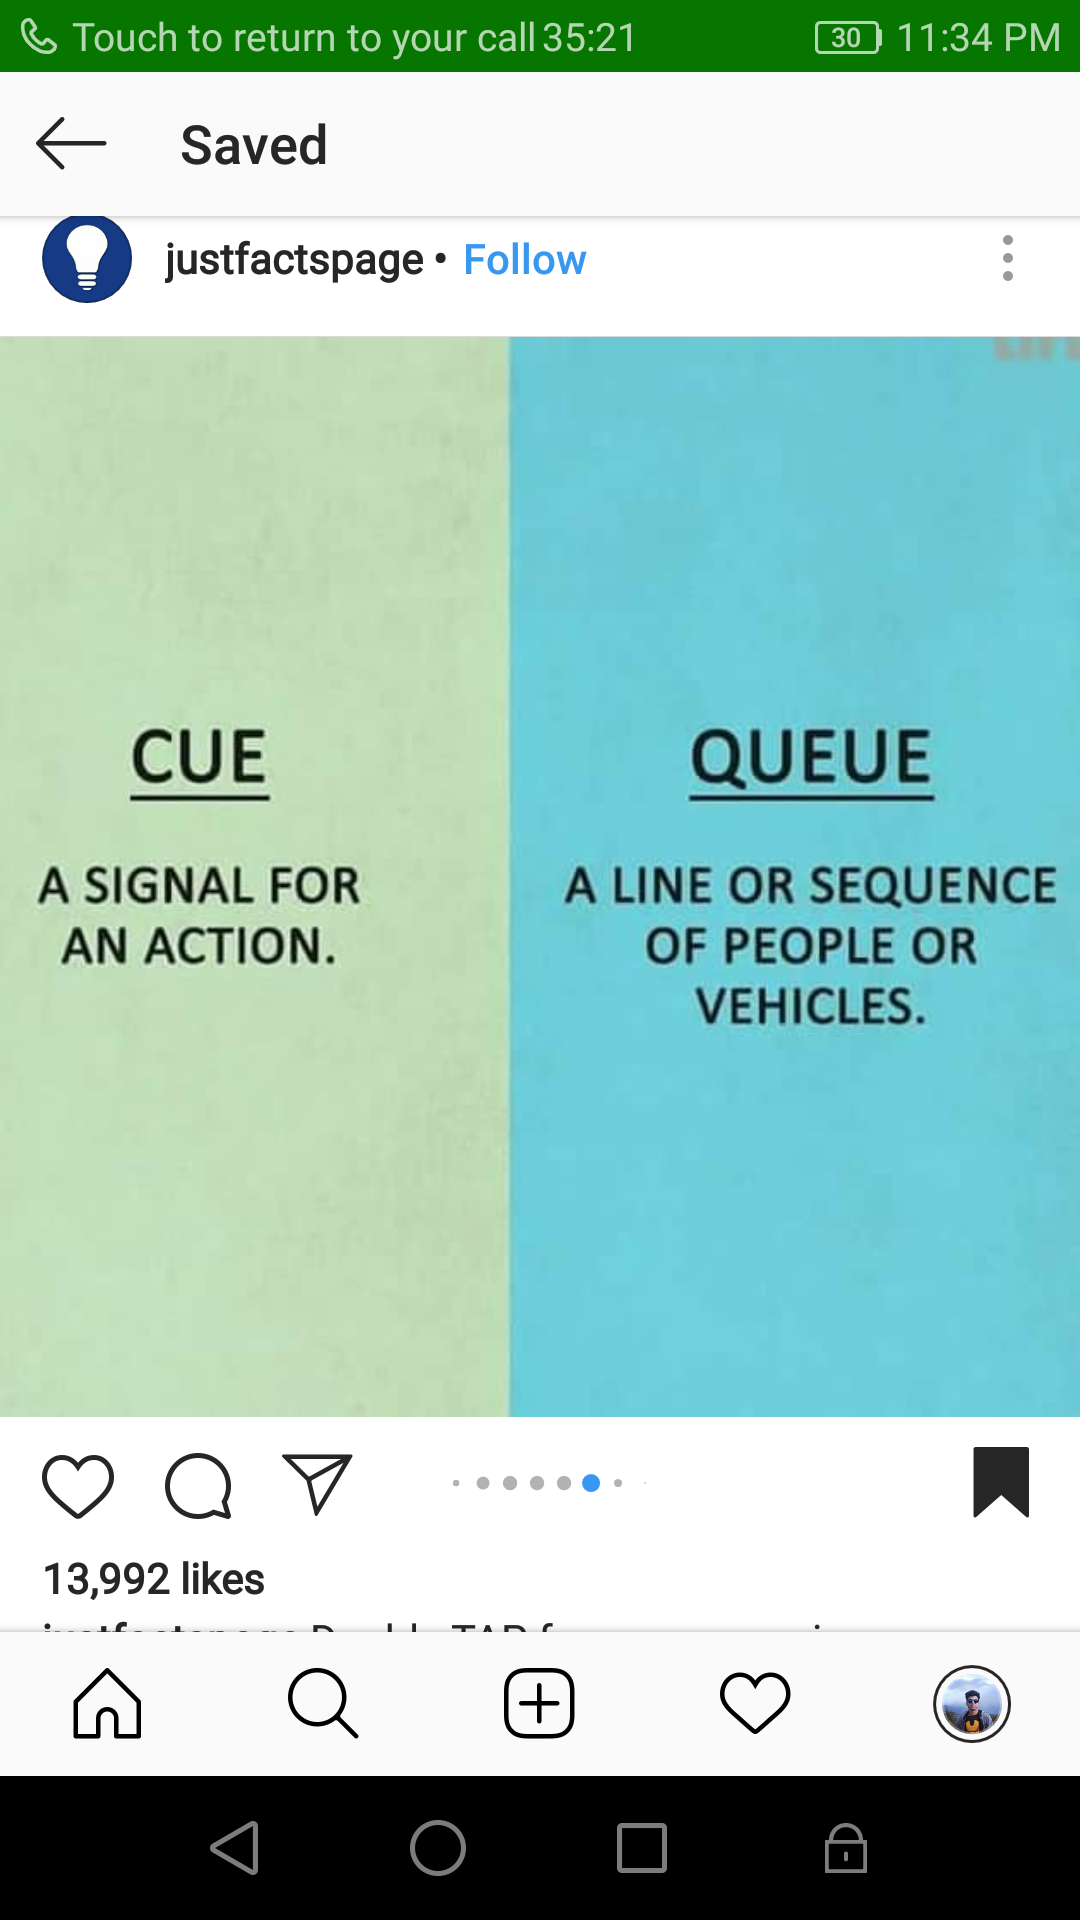 Touch to return to your call 35:21 30 11:34 PM
Saved
justfactspage • Follow
CUE
A SIGNAL FOR
AN ACTION.
QUEUE
A LINE OR SEQUENCE
OF PEOPLE OR
VEHICLES.
13,992 likes